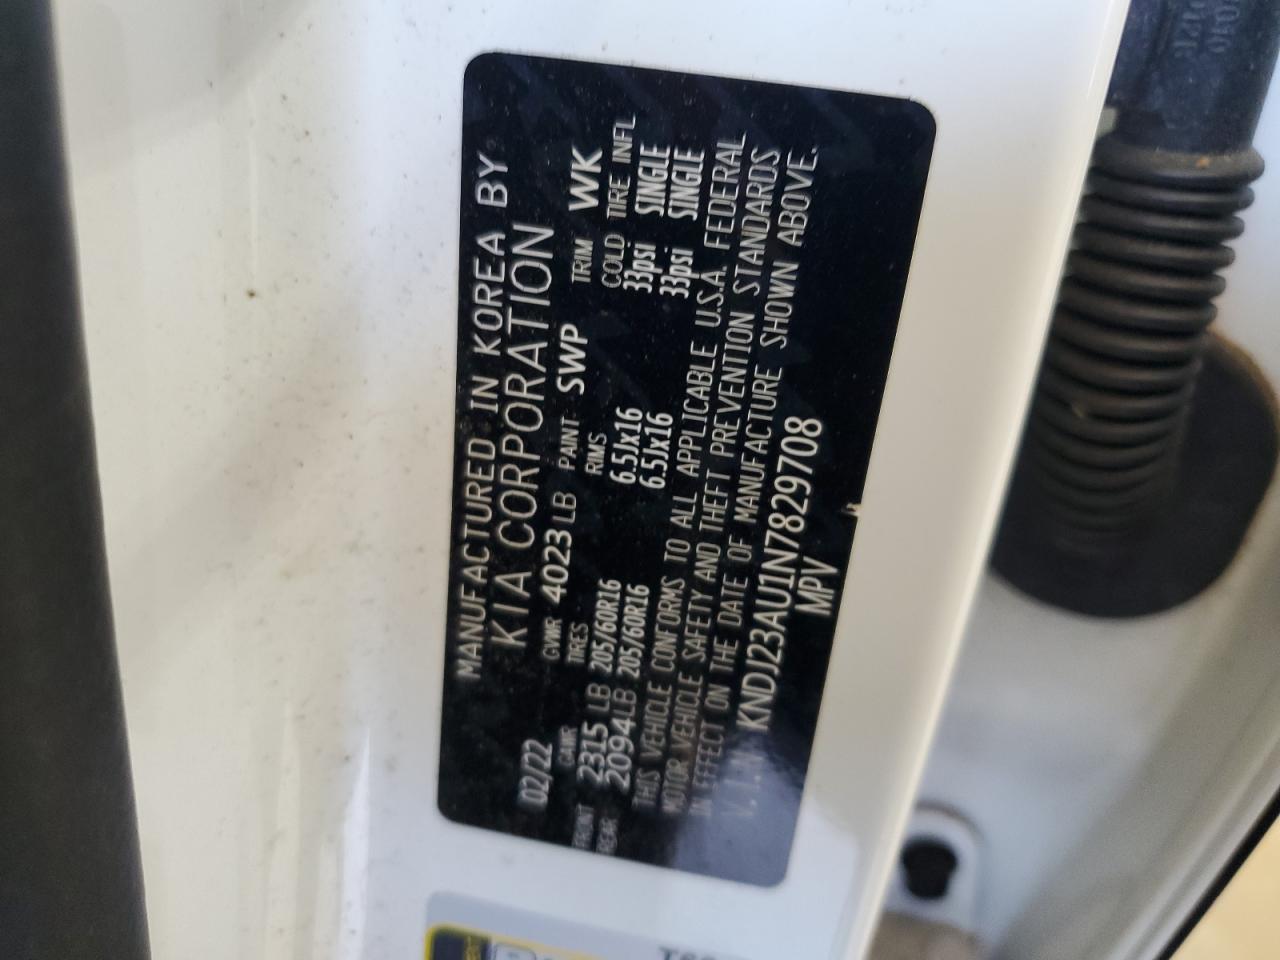 MANUFACTURED IN KOREA BY
KIA CORPORATION
02/22 GVWR 4023 LB PAINT SWP TRIM WK
GAWR TIRES RIMS COLD TIRE INFL
FRONT 2315 LB 205/60R16 6.5Jx16 33psi SINGLE
REAR 2094 LB 205/60R16 6.5Jx16 33psi SINGLE
THIS VEHICLE CONFORMS TO ALL APPLICABLE U.S.A. FEDERAL
MOTOR VEHICLE SAFETY AND THEFT PREVENTION STANDARDS
IN EFFECT ON THE DATE OF MANUFACTURE SHOWN ABOVE.
V.I.N KNDJ23AU1N7829708
MPV